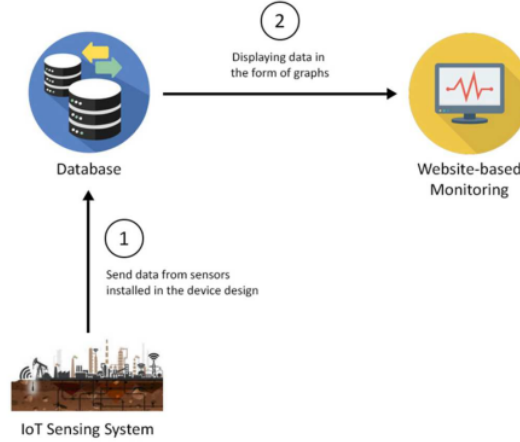 2
Displaying data in
the form of graphs
Database
Website-based
Monitoring
1
Send data from sensors
installed in the device design
IoT Sensing System